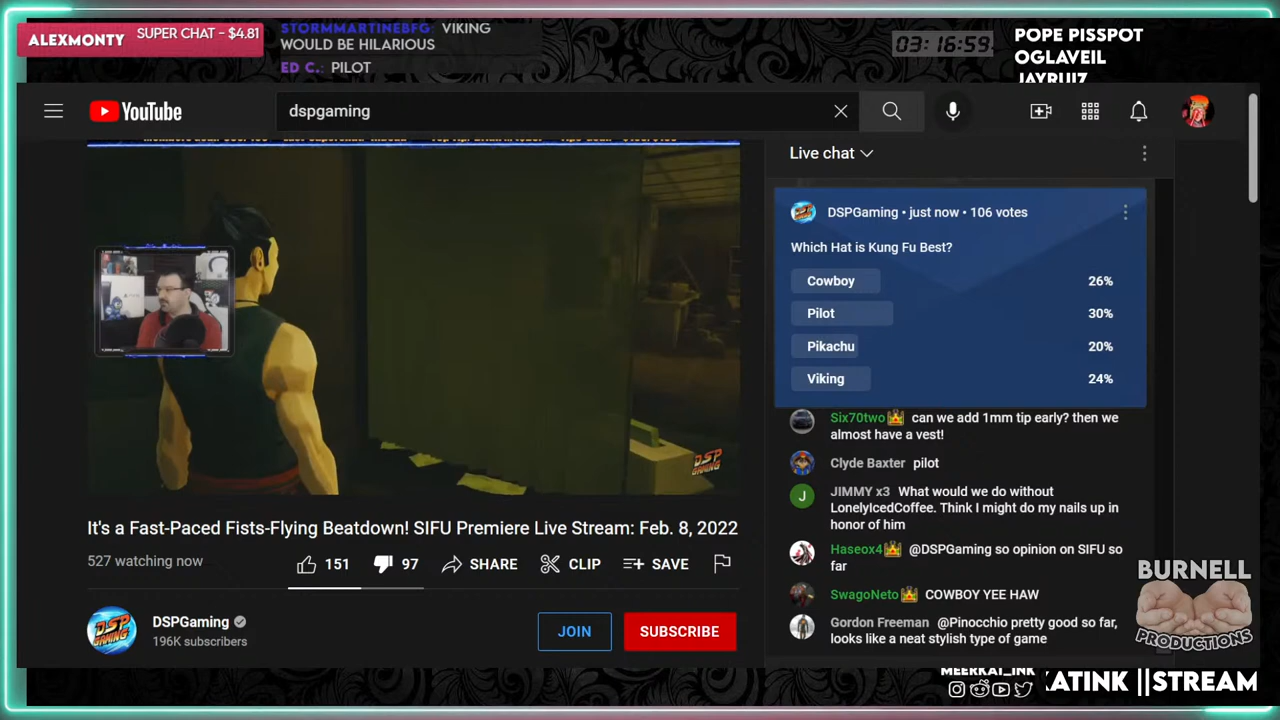 ALEXMONTY SUPER CHAT - $4.81
STORMMARTINEBFG: VIKING
WOULD BE HILARIOUS
ED C.: PILOT
03:16:59
POPE PISSPOT
OGLAVEIL
JAYRUIZ
YouTube
dspgaming
Live chat
DSPGaming • just now • 106 votes
Which Hat is Kung Fu Best?
Cowboy 26%
Pilot 30%
Pikachu 20%
Viking 24%
Six70two can we add 1mm tip early? then we
almost have a vest!
Clyde Baxter pilot
J
JIMMY x3 What would we do without
LonelyIcedCoffee. Think I might do my nails up in
honor of him
Haseox4 @DSPGaming so opinion on SIFU so
far
SwagoNeto COWBOY YEE HAW
Gordon Freeman @Pinocchio pretty good so far,
looks like a neat stylish type of game
DSP
GAMING
It's a Fast-Paced Fists-Flying Beatdown! SIFU Premiere Live Stream: Feb. 8, 2022
527 watching now
151 97 SHARE CLIP SAVE
DSP
DSPGaming
196K subscribers
JOIN SUBSCRIBE
BURNELL
PRODUCTIONS
MEERKAT_INK
KATINK ||STREAM